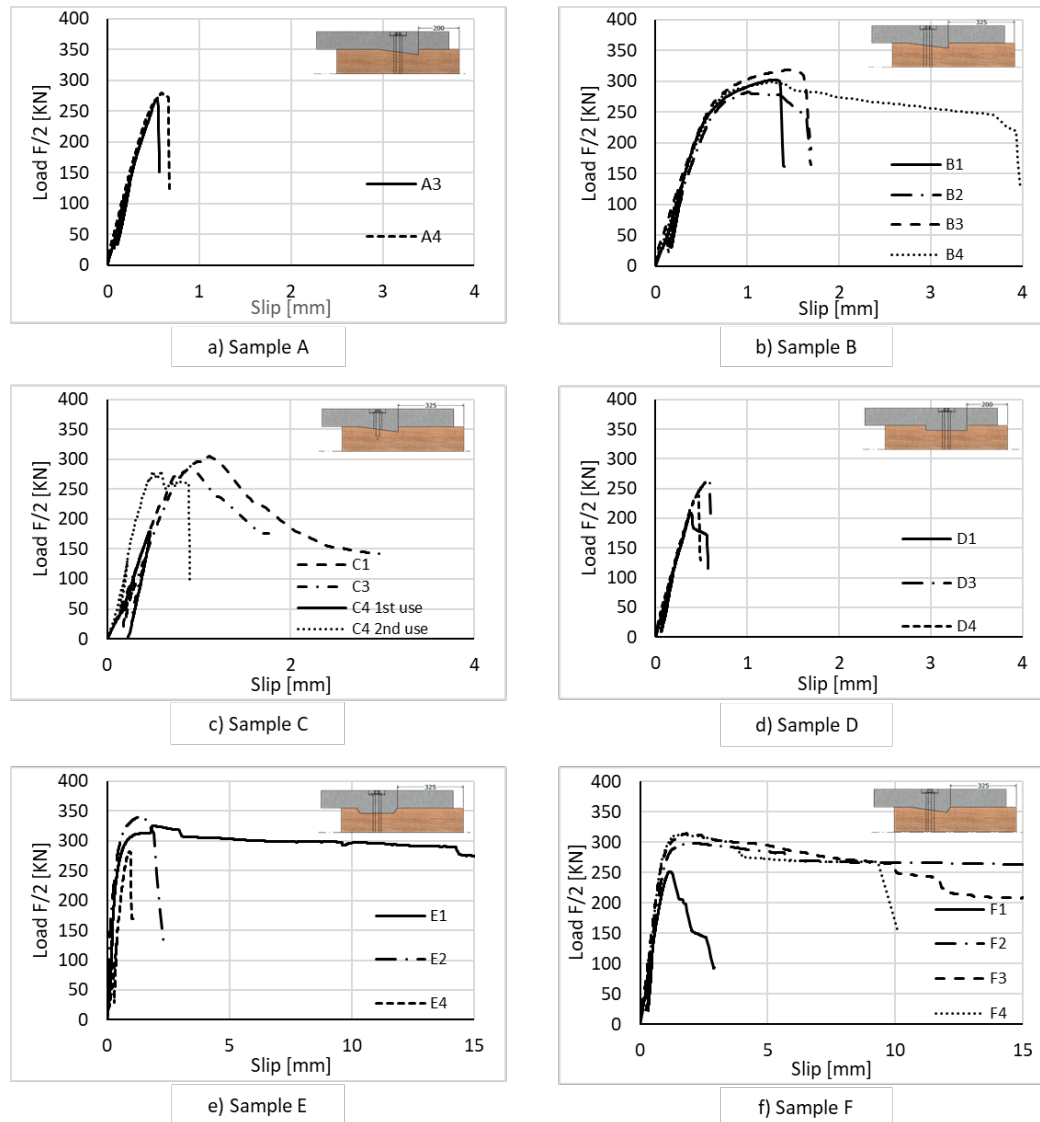 400
350
300
250
200
150
100
50
0
Load F/2 [KN]
200
A3
A4
0 1 2 3 4
Slip [mm]
a) Sample A
400
350
300
250
200
150
100
50
0
Load F/2 [KN]
325
B1
B2
B3
B4
0 1 2 3 4
Slip [mm]
b) Sample B
400
350
300
250
200
150
100
50
0
Load F/2 [KN]
325
C1
C3
C4 1st use
C4 2nd use
0 2 4
Slip [mm]
c) Sample C
400
350
300
250
200
150
100
50
0
Load F/2 [KN]
200
D1
D3
D4
0 1 2 3 4
Slip [mm]
d) Sample D
400
350
300
250
200
150
100
50
0
Load F/2 [KN]
325
E1
E2
E4
0 5 10 15
Slip [mm]
e) Sample E
400
350
300
250
200
150
100
50
0
Load F/2 [KN]
325
F1
F2
F3
F4
0 5 10 15
Slip [mm]
f) Sample F